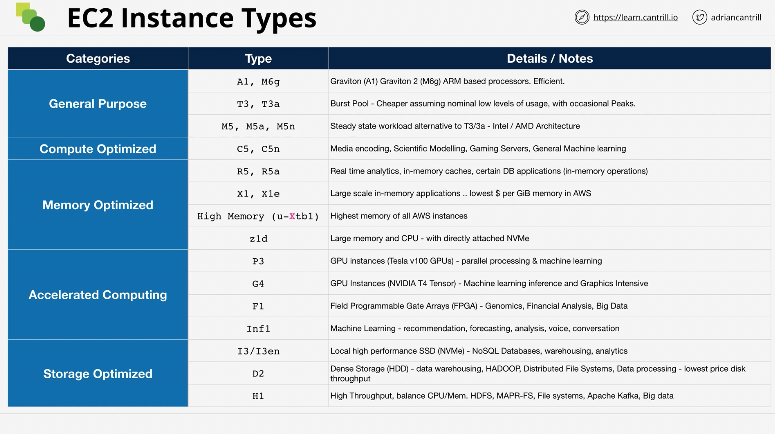 EC2 Instance Types
https://learn.cantrill.io
adriancantrill
Categories Type Details / Notes
General Purpose
A1, M6g Graviton (A1) Graviton 2 (M6g) ARM based processors. Efficient.
T3, T3a Burst Pool - Cheaper assuming nominal low levels of usage, with occasional Peaks.
M5, M5a, M5n Steady state workload alternative to T3/3a - Intel / AMD Architecture
Compute Optimized
C5, C5n Media encoding, Scientific Modelling, Gaming Servers, General Machine learning
Memory Optimized
R5, R5a Real time analytics, in-memory caches, certain DB applications (in-memory operations)
X1, X1e Large scale in-memory applications .. lowest $ per GiB memory in AWS
High Memory (u-Xtb1) Highest memory of all AWS instances
z1d Large memory and CPU - with directly attached NVMe
Accelerated Computing
P3 GPU instances (Tesla v100 GPUs) - parallel processing & machine learning
G4 GPU Instances (NVIDIA T4 Tensor) - Machine learning inference and Graphics Intensive
F1 Field Programmable Gate Arrays (FPGA) - Genomics, Financial Analysis, Big Data
Inf1 Machine Learning - recommendation, forecasting, analysis, voice, conversation
Storage Optimized
I3/I3en Local high performance SSD (NVMe) - NoSQL Databases, warehousing, analytics
D2 Dense Storage (HDD) - data warehousing, HADOOP, Distributed File Systems, Data processing - lowest price disk
throughput
H1 High Throughput, balance CPU/Mem. HDFS, MAPR-FS, File systems, Apache Kafka, Big data